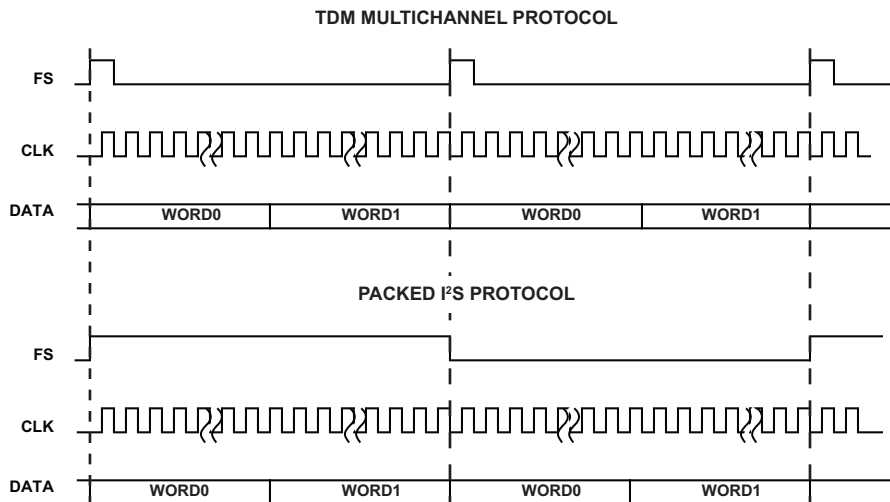 TDM MULTICHANNEL PROTOCOL
FS
CLK
DATA WORD0 WORD1 WORD0 WORD1
PACKED I²S PROTOCOL
FS
CLK
DATA WORD0 WORD1 WORD0 WORD1